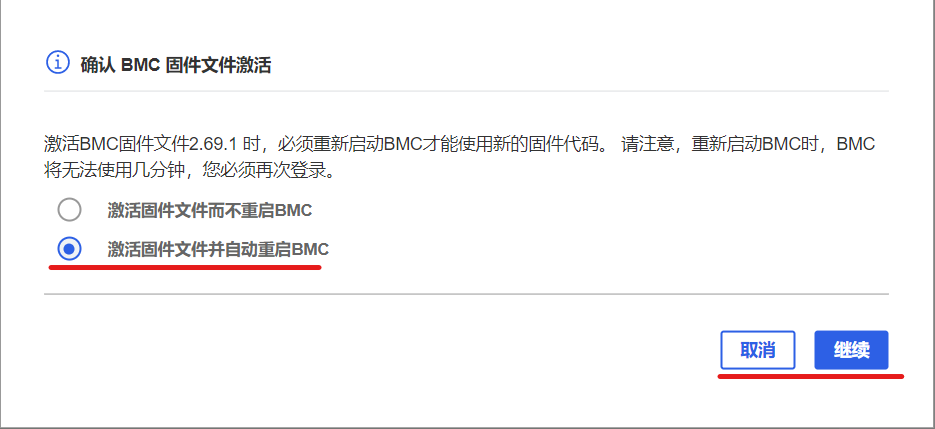 确认 BMC 固件文件激活
激活BMC固件文件2.69.1 时，必须重新启动BMC才能使用新的固件代码。 请注意，重新启动BMC时，BMC
将无法使用几分钟，您必须再次登录。
激活固件文件而不重启BMC
激活固件文件并自动重启BMC
取消 继续